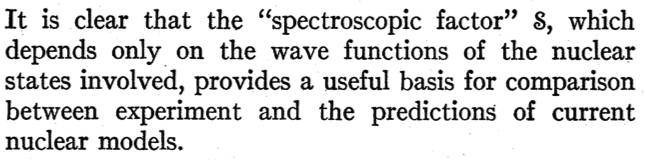 It is clear that the “spectroscopic factor” 𝒮, which
depends only on the wave functions of the nuclear
states involved, provides a useful basis for comparison
between experiment and the predictions of current
nuclear models.